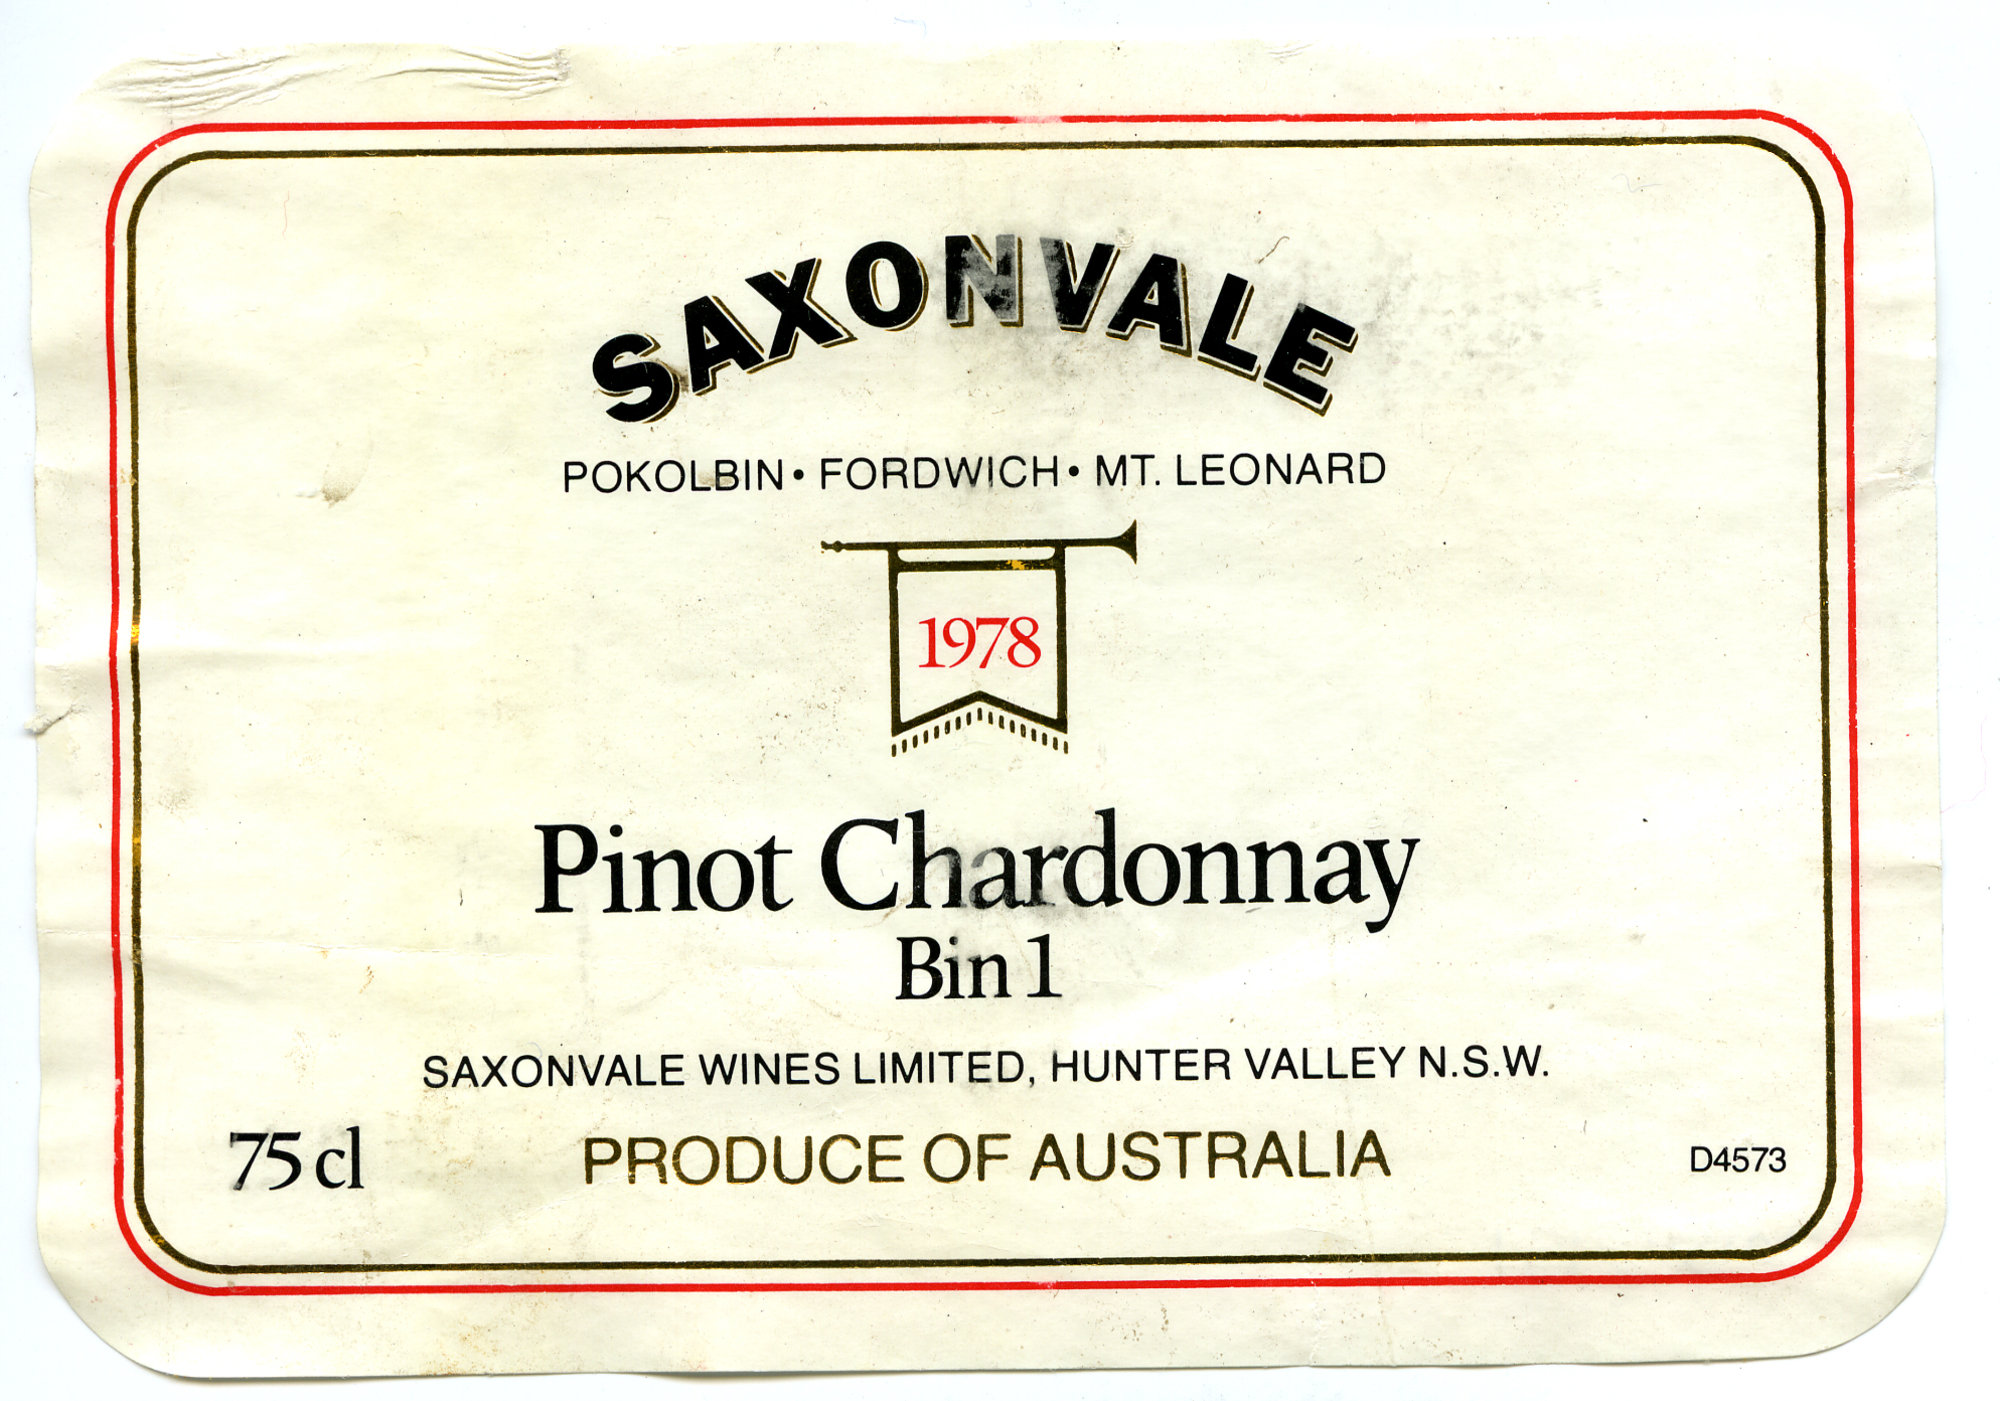 SAXONVALE
POKOLBIN • FORDWICH • MT. LEONARD
1978
Pinot Chardonnay
Bin 1
SAXONVALE WINES LIMITED, HUNTER VALLEY N.S.W.
75 cl PRODUCE OF AUSTRALIA D4573